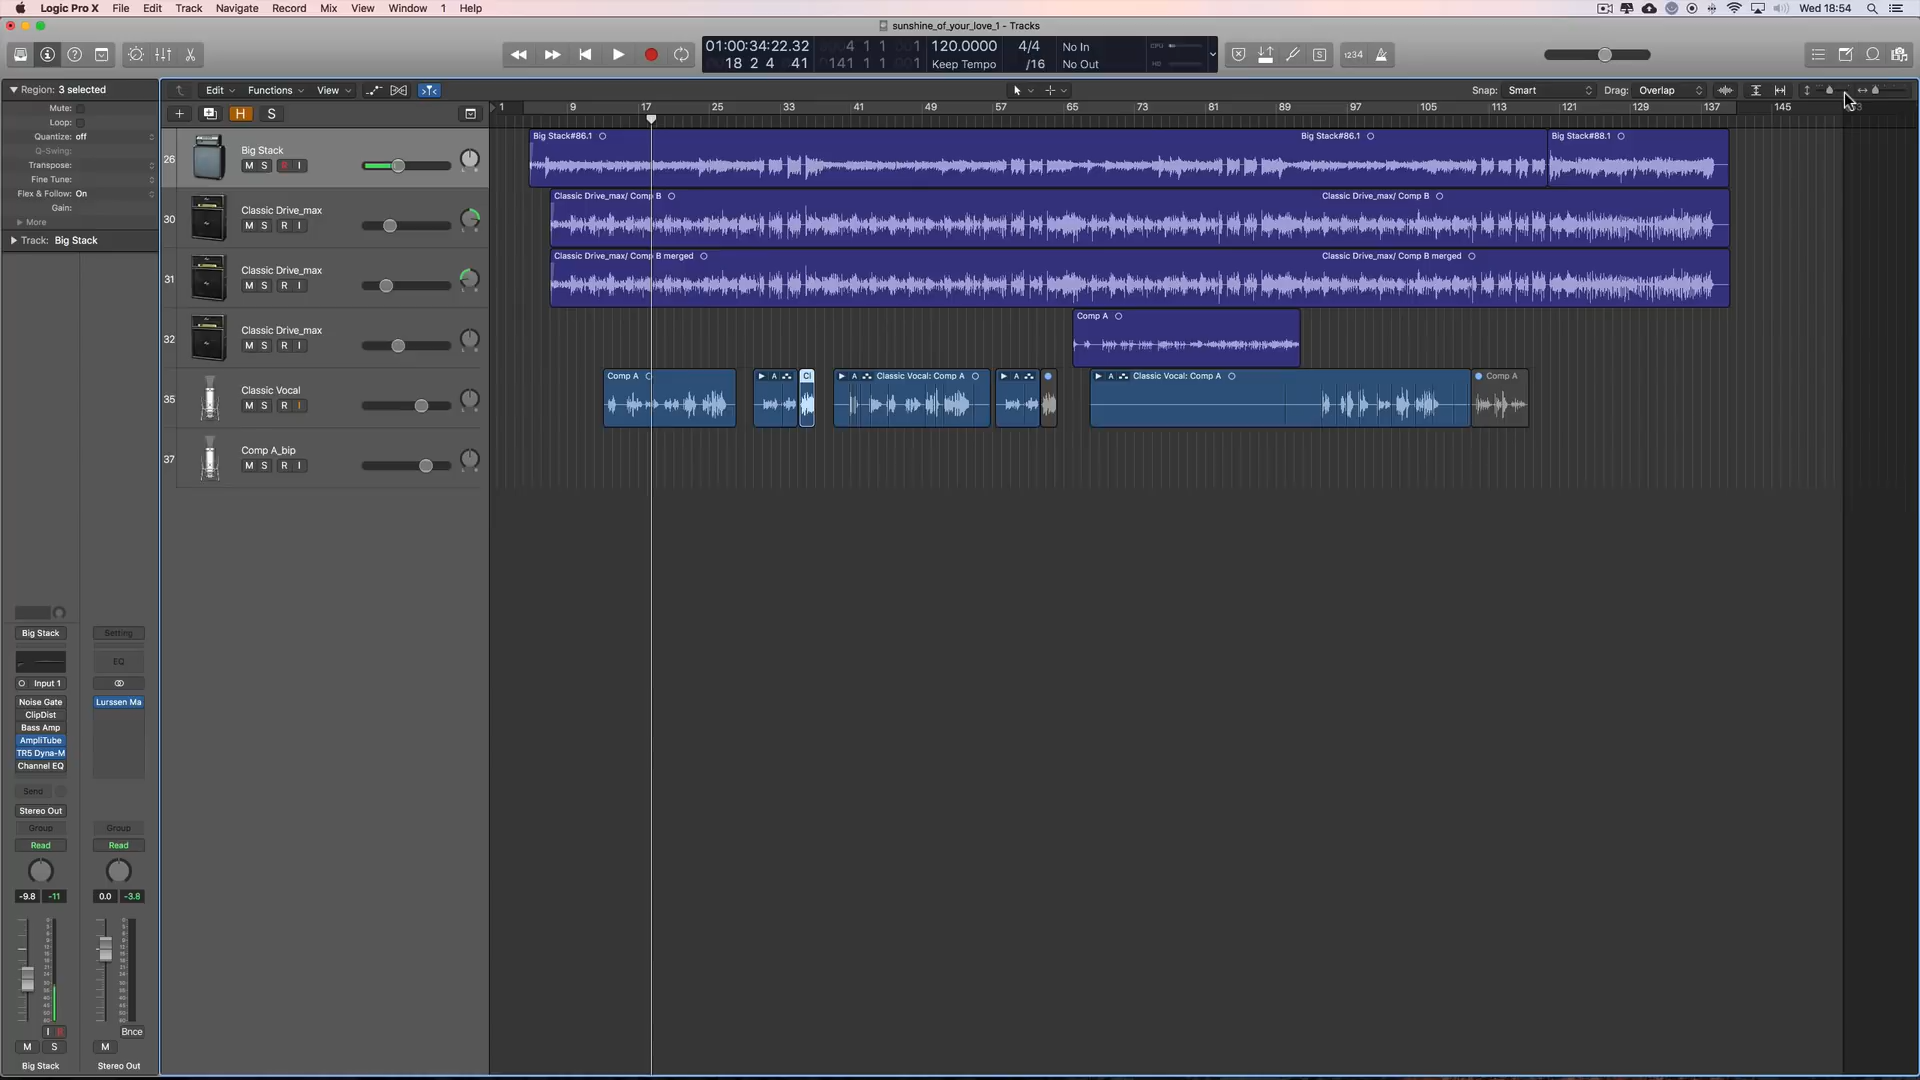 Logic Pro X File Edit Track Navigate Record Mix View Window 1 Help
Wed 18:54
sunshine_of_your_love_1 - Tracks
01:00:34:22.32
18 2 4 41
4 1 1 001
141 1 1 001
120.0000
Keep Tempo
4/4
/16
No In
No Out
CPU
HD
S
1234
Region: 3 selected
Mute:
Loop:
Quantize: off
Q-Swing:
Transpose:
Fine Tune:
Flex & Follow: On
Gain:
More
Track: Big Stack
Edit Functions View
Snap: Smart
Drag: Overlap
H S
1 9 17 25 33 41 49 57 65 73 81 89 97 105 113 121 129 137 145 153
26 Big Stack
M S R I
30 Classic Drive_max
M S R I
31 Classic Drive_max
M S R I
32 Classic Drive_max
M S R I
35 Classic Vocal
M S R I
37 Comp A_bip
M S R I
Big Stack#86.1
Big Stack#86.1
Big Stack#88.1
Classic Drive_max/ Comp B
Classic Drive_max/ Comp B
Classic Drive_max/ Comp B merged
Classic Drive_max/ Comp B merged
Comp A
Comp A
A
Cl
A Classic Vocal: Comp A
A
A Classic Vocal: Comp A
Comp A
Big Stack
Setting
EQ
Input 1
Noise Gate
Lurssen Ma
ClipDist
Bass Amp
AmpliTube
TR5 Dyna-M
Channel EQ
Send
Stereo Out
Group
Group
Read
Read
-9.8 -11
0.0 -3.8
I R
Bnce
M S
M
Big Stack
Stereo Out